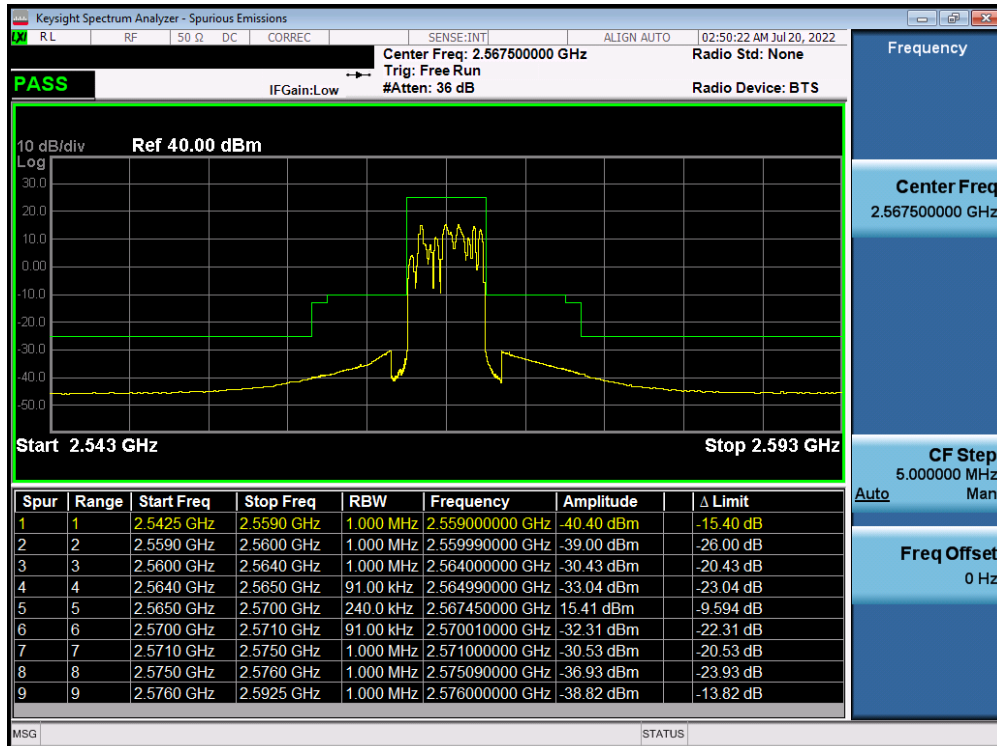 Keysight Spectrum Analyzer - Spurious Emissions
LXI RL RF 50 Ω DC CORREC SENSE:INT ALIGN AUTO 02:50:22 AM Jul 20, 2022
Center Freq: 2.567500000 GHz Radio Std: None
Trig: Free Run
PASS IFGain:Low #Atten: 36 dB Radio Device: BTS
10 dB/div Ref 40.00 dBm
Log
30.0
20.0
10.0
0.00
-10.0
-20.0
-30.0
-40.0
-50.0
Start 2.543 GHz Stop 2.593 GHz
Spur Range Start Freq Stop Freq RBW Frequency Amplitude Δ Limit
1 1 2.5425 GHz 2.5590 GHz 1.000 MHz 2.559000000 GHz -40.40 dBm -15.40 dB
2 2 2.5590 GHz 2.5600 GHz 1.000 MHz 2.559990000 GHz -39.00 dBm -26.00 dB
3 3 2.5600 GHz 2.5640 GHz 1.000 MHz 2.564000000 GHz -30.43 dBm -20.43 dB
4 4 2.5640 GHz 2.5650 GHz 91.00 kHz 2.564990000 GHz -33.04 dBm -23.04 dB
5 5 2.5650 GHz 2.5700 GHz 240.0 kHz 2.567450000 GHz 15.41 dBm -9.594 dB
6 6 2.5700 GHz 2.5710 GHz 91.00 kHz 2.570010000 GHz -32.31 dBm -22.31 dB
7 7 2.5710 GHz 2.5750 GHz 1.000 MHz 2.571000000 GHz -30.53 dBm -20.53 dB
8 8 2.5750 GHz 2.5760 GHz 1.000 MHz 2.575090000 GHz -36.93 dBm -23.93 dB
9 9 2.5760 GHz 2.5925 GHz 1.000 MHz 2.576000000 GHz -38.82 dBm -13.82 dB
MSG STATUS
Frequency
Center Freq
2.567500000 GHz
CF Step
5.000000 MHz
Auto Man
Freq Offset
0 Hz